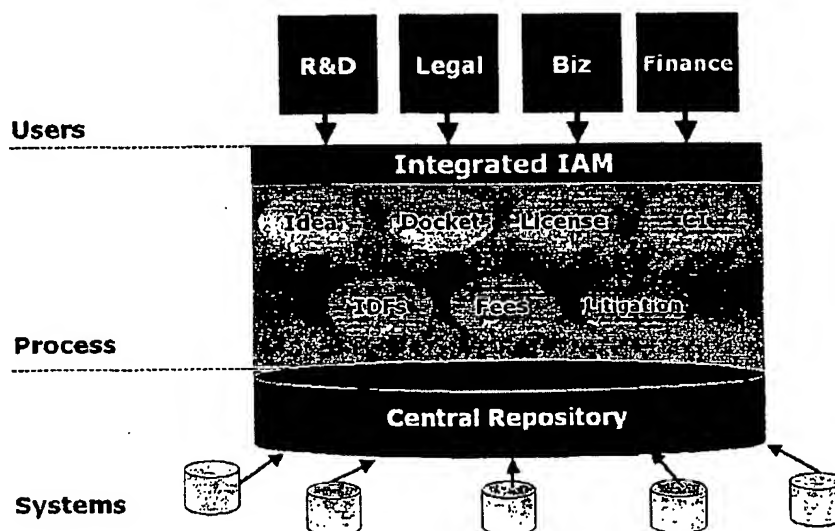 R&D Legal Biz Finance
Users
Integrated IAM
Idea Docket License CI
IDFs Fees Litigation
Process
Central Repository
Systems